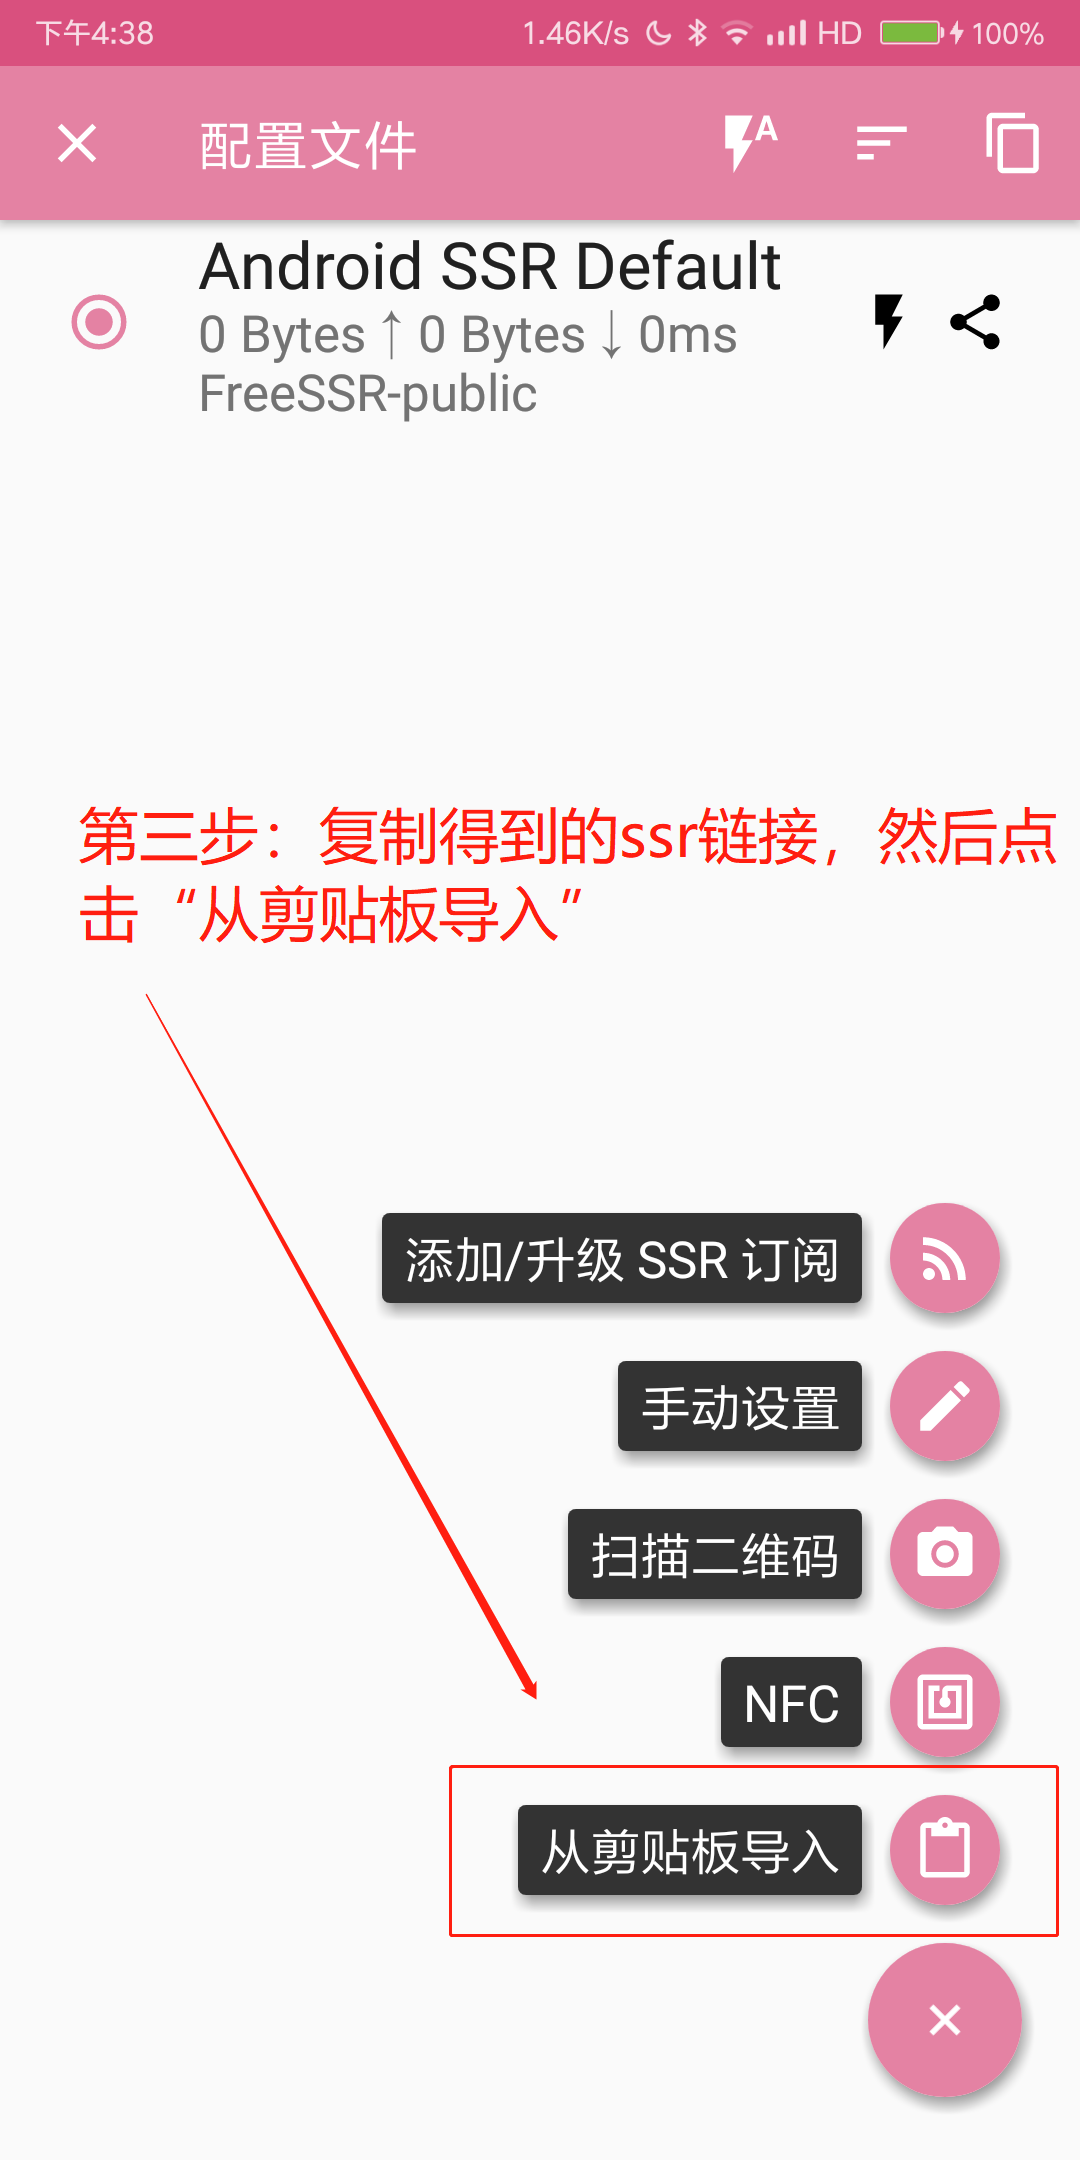 下午4:38
1.46K/s HD 100%
配置文件
A
Android SSR Default
0 Bytes ↑ 0 Bytes ↓ 0ms
FreeSSR-public
第三步：复制得到的ssr链接，然后点
击“从剪贴板导入”
添加/升级 SSR 订阅
手动设置
扫描二维码
NFC
从剪贴板导入